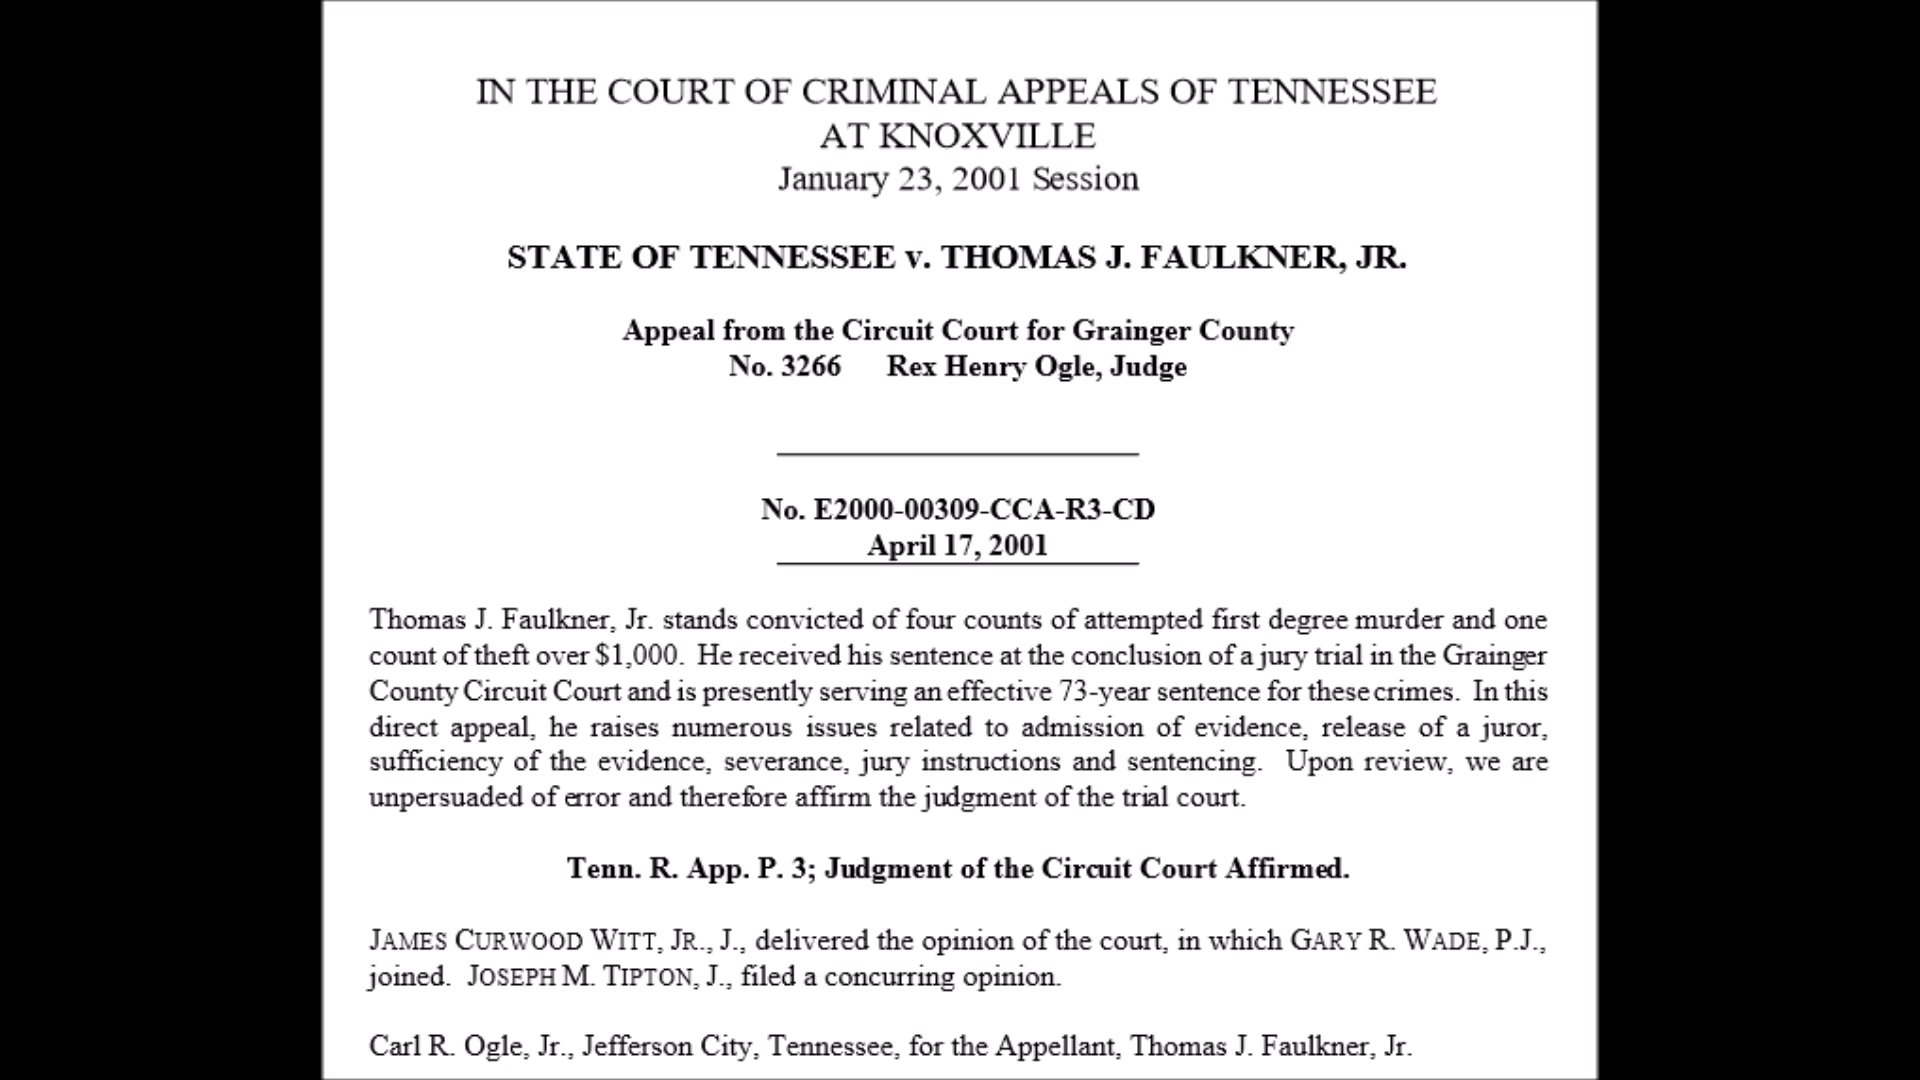 IN THE COURT OF CRIMINAL APPEALS OF TENNESSEE
AT KNOXVILLE
January 23, 2001 Session
STATE OF TENNESSEE v. THOMAS J. FAULKNER, JR.
Appeal from the Circuit Court for Grainger County
No. 3266 Rex Henry Ogle, Judge
No. E2000-00309-CCA-R3-CD
April 17, 2001
Thomas J. Faulkner, Jr. stands convicted of four counts of attempted first degree murder and one
count of theft over $1,000. He received his sentence at the conclusion of a jury trial in the Grainger
County Circuit Court and is presently serving an effective 73-year sentence for these crimes. In this
direct appeal, he raises numerous issues related to admission of evidence, release of a juror,
sufficiency of the evidence, severance, jury instructions and sentencing. Upon review, we are
unpersuaded of error and therefore affirm the judgment of the trial court.
Tenn. R. App. P. 3; Judgment of the Circuit Court Affirmed.
JAMES CURWOOD WITT, JR., J., delivered the opinion of the court, in which GARY R. WADE, P.J.,
joined. JOSEPH M. TIPTON, J., filed a concurring opinion.
Carl R. Ogle, Jr., Jefferson City, Tennessee, for the Appellant, Thomas J. Faulkner, Jr.